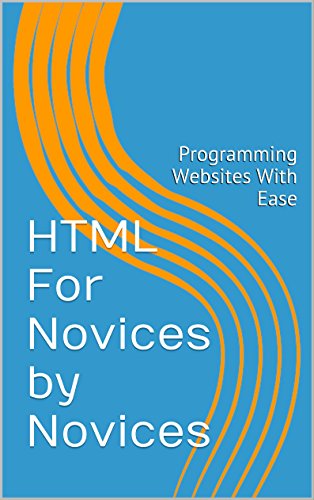 Programming
Websites With
Ease
HTML
For
Novices
by
Novices